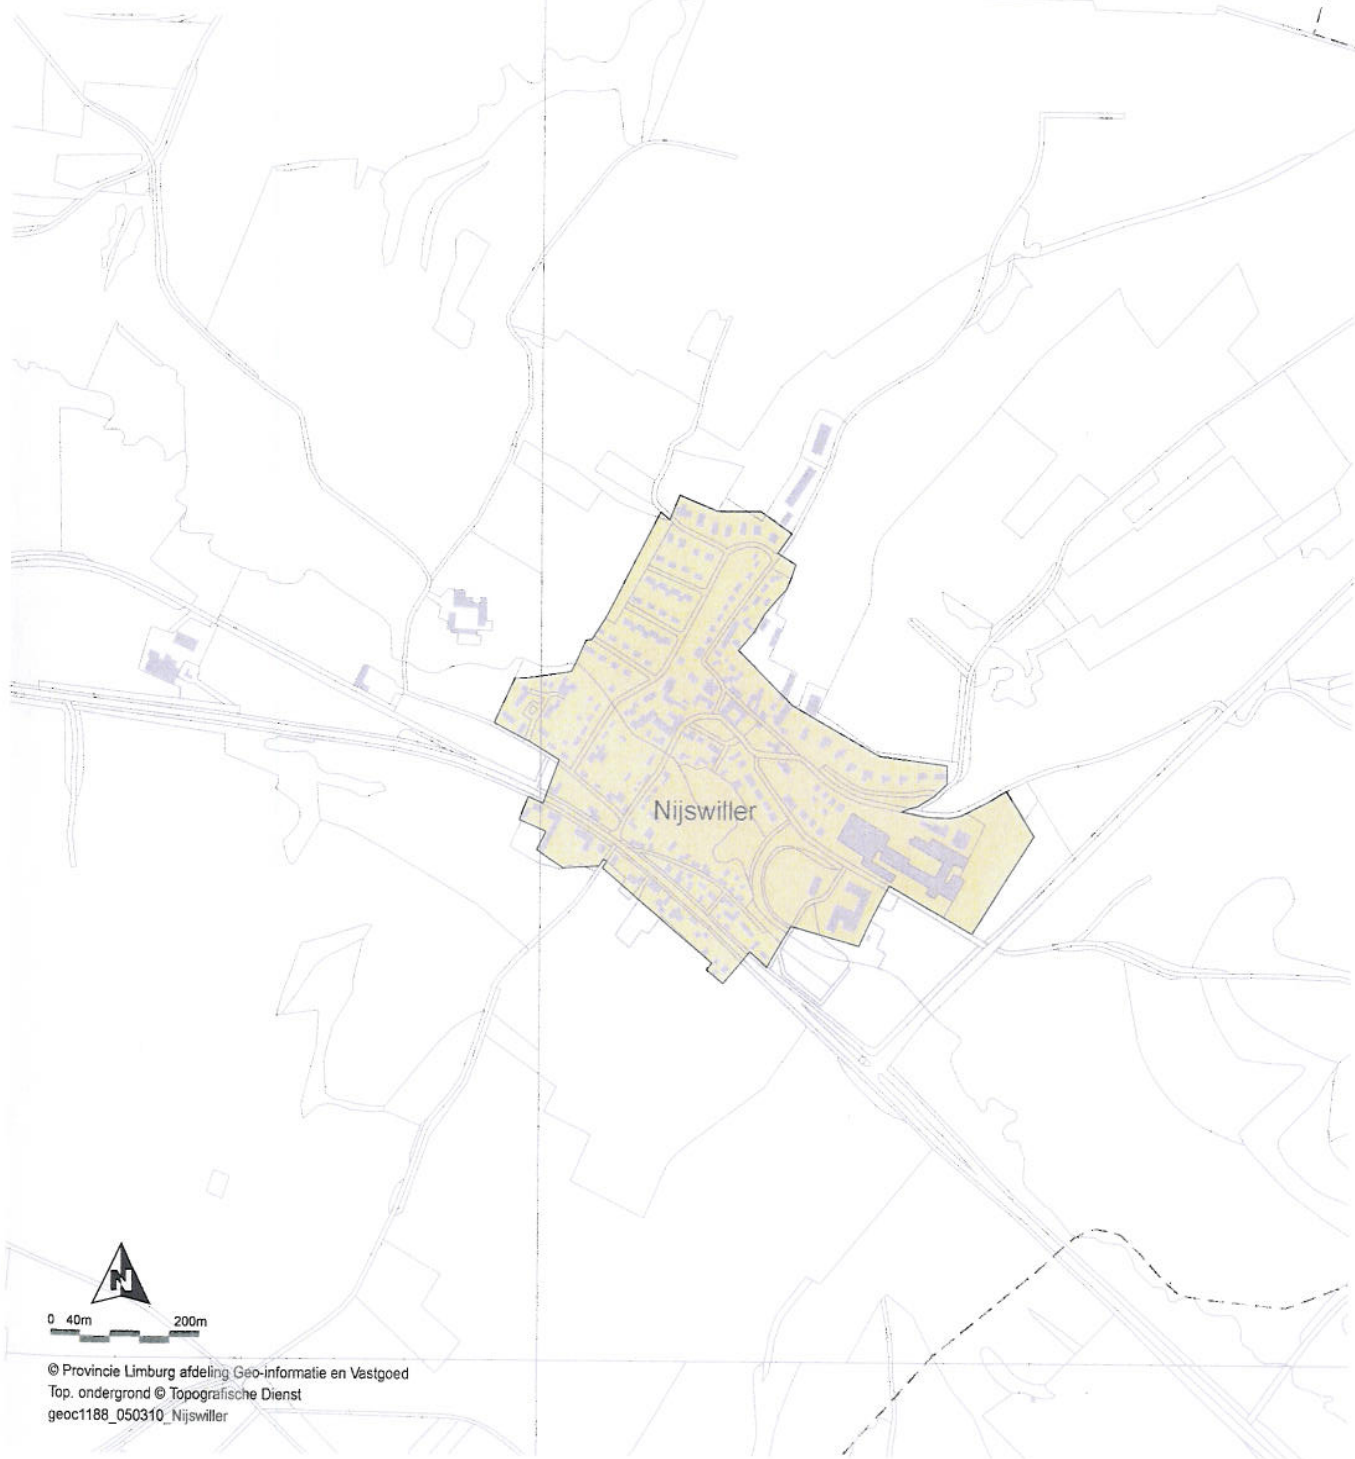 Nijswiller
N
0 40m 200m
© Provincie Limburg afdeling Geo-informatie en Vastgoed
Top. ondergrond © Topografische Dienst
geoc1188_050310_Nijswiller